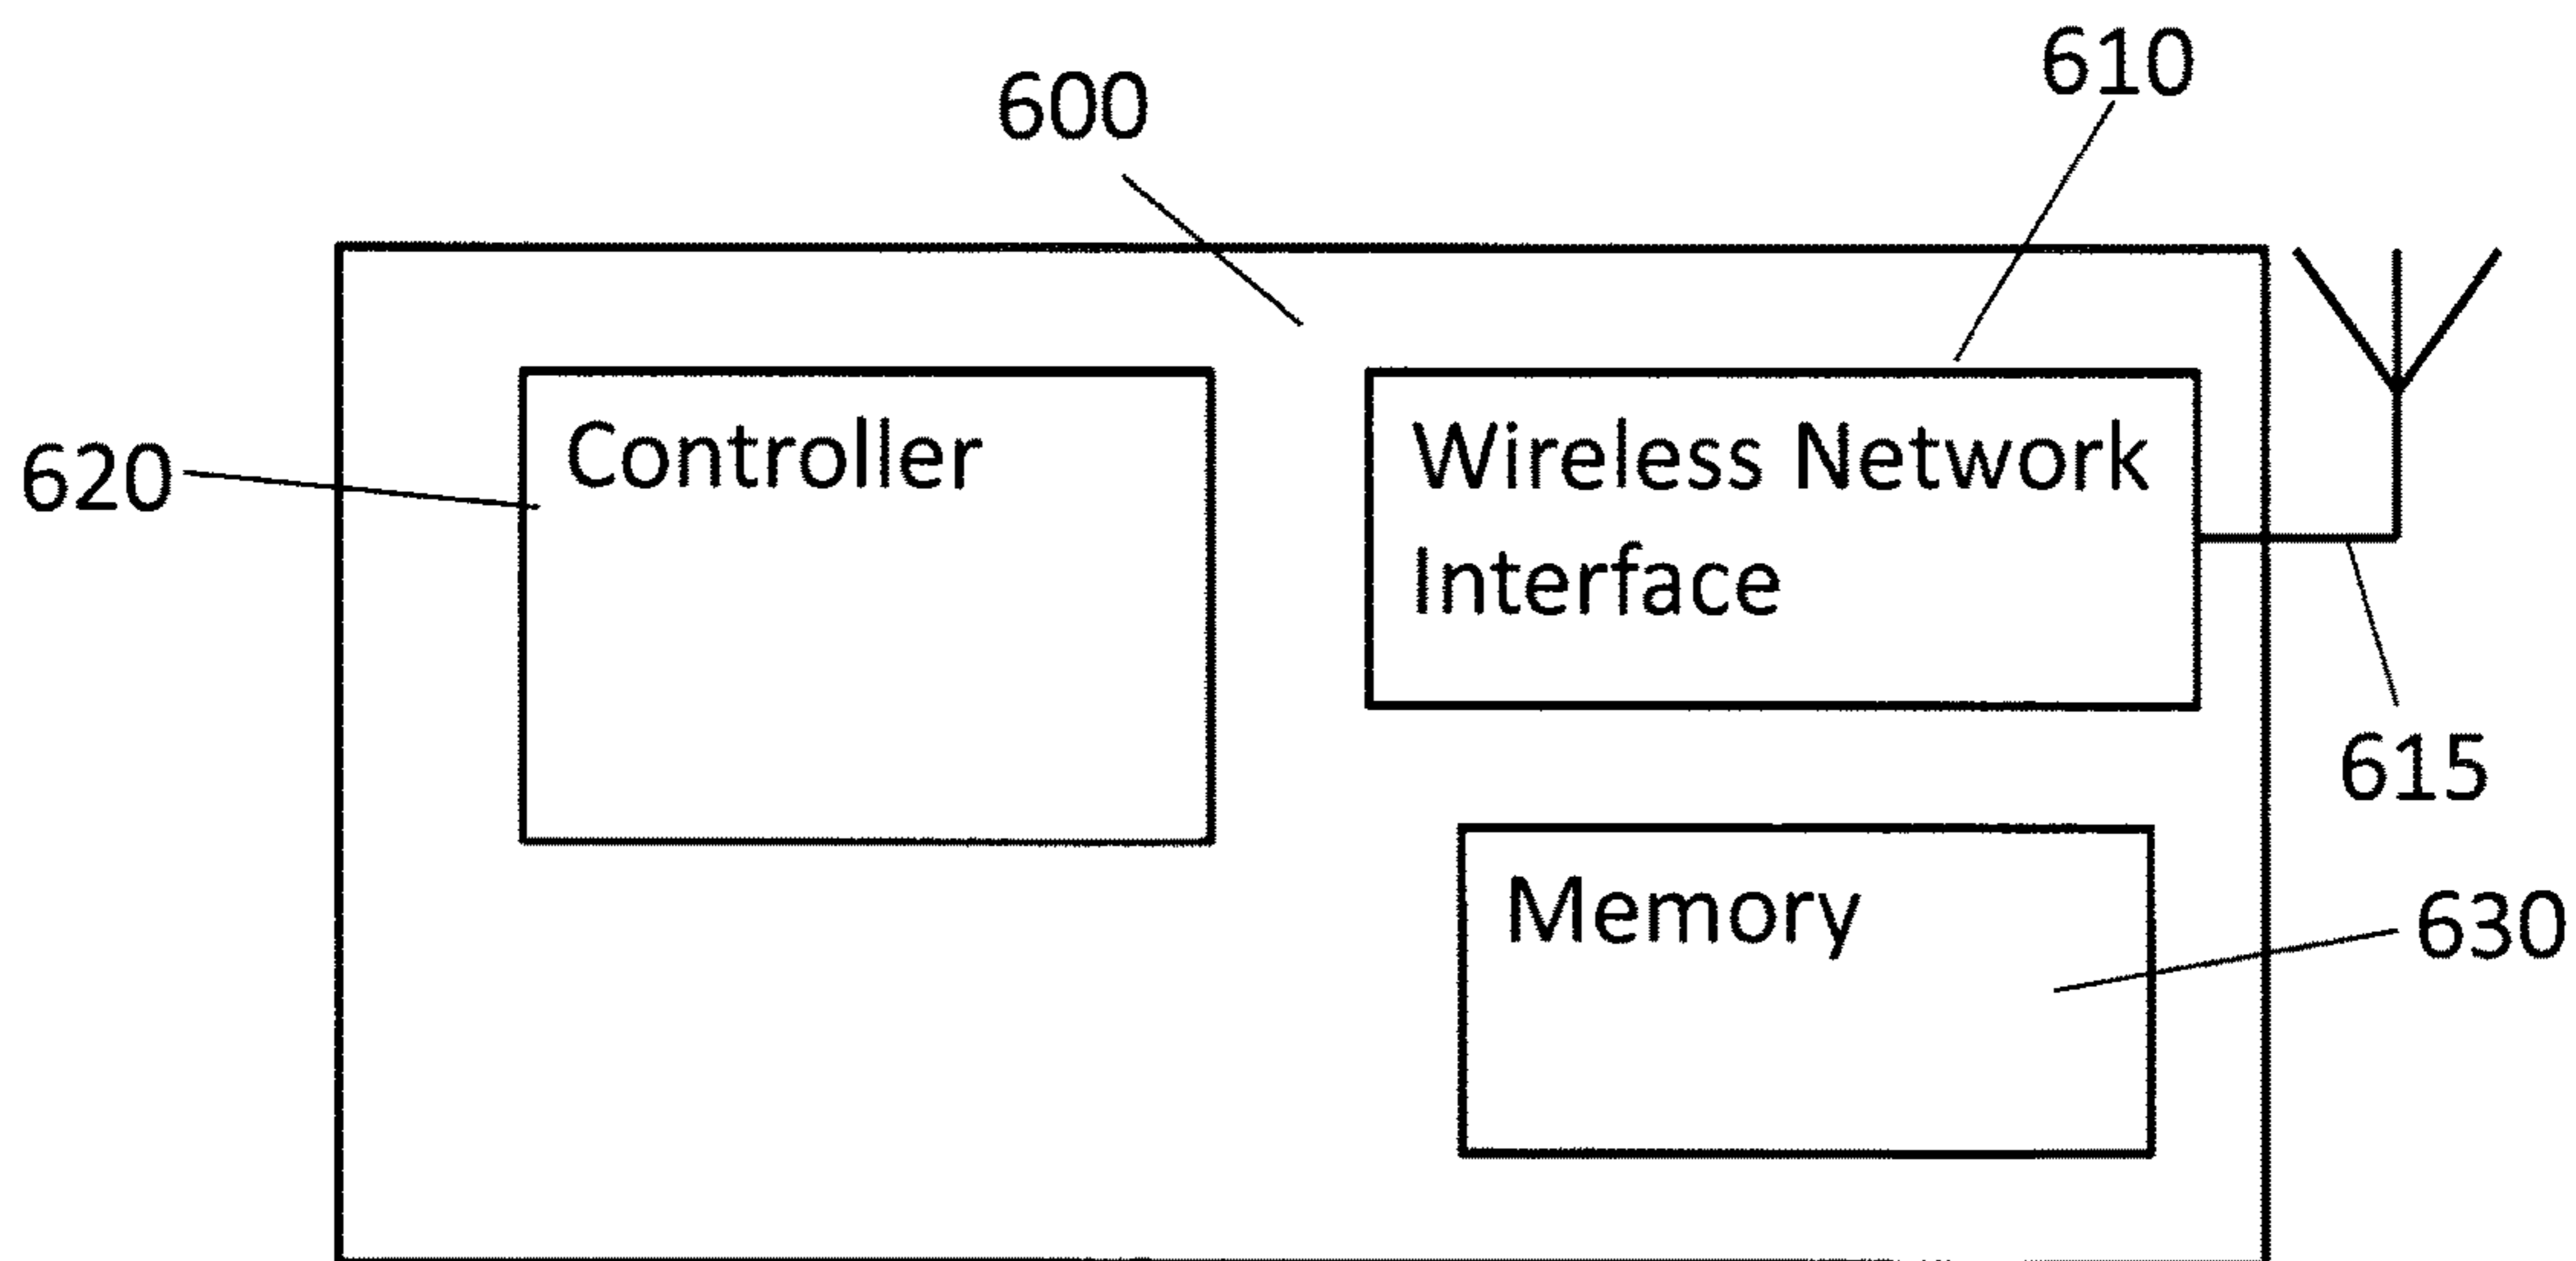 610
600
620
Controller
Wireless Network
Interface
615
Memory
630